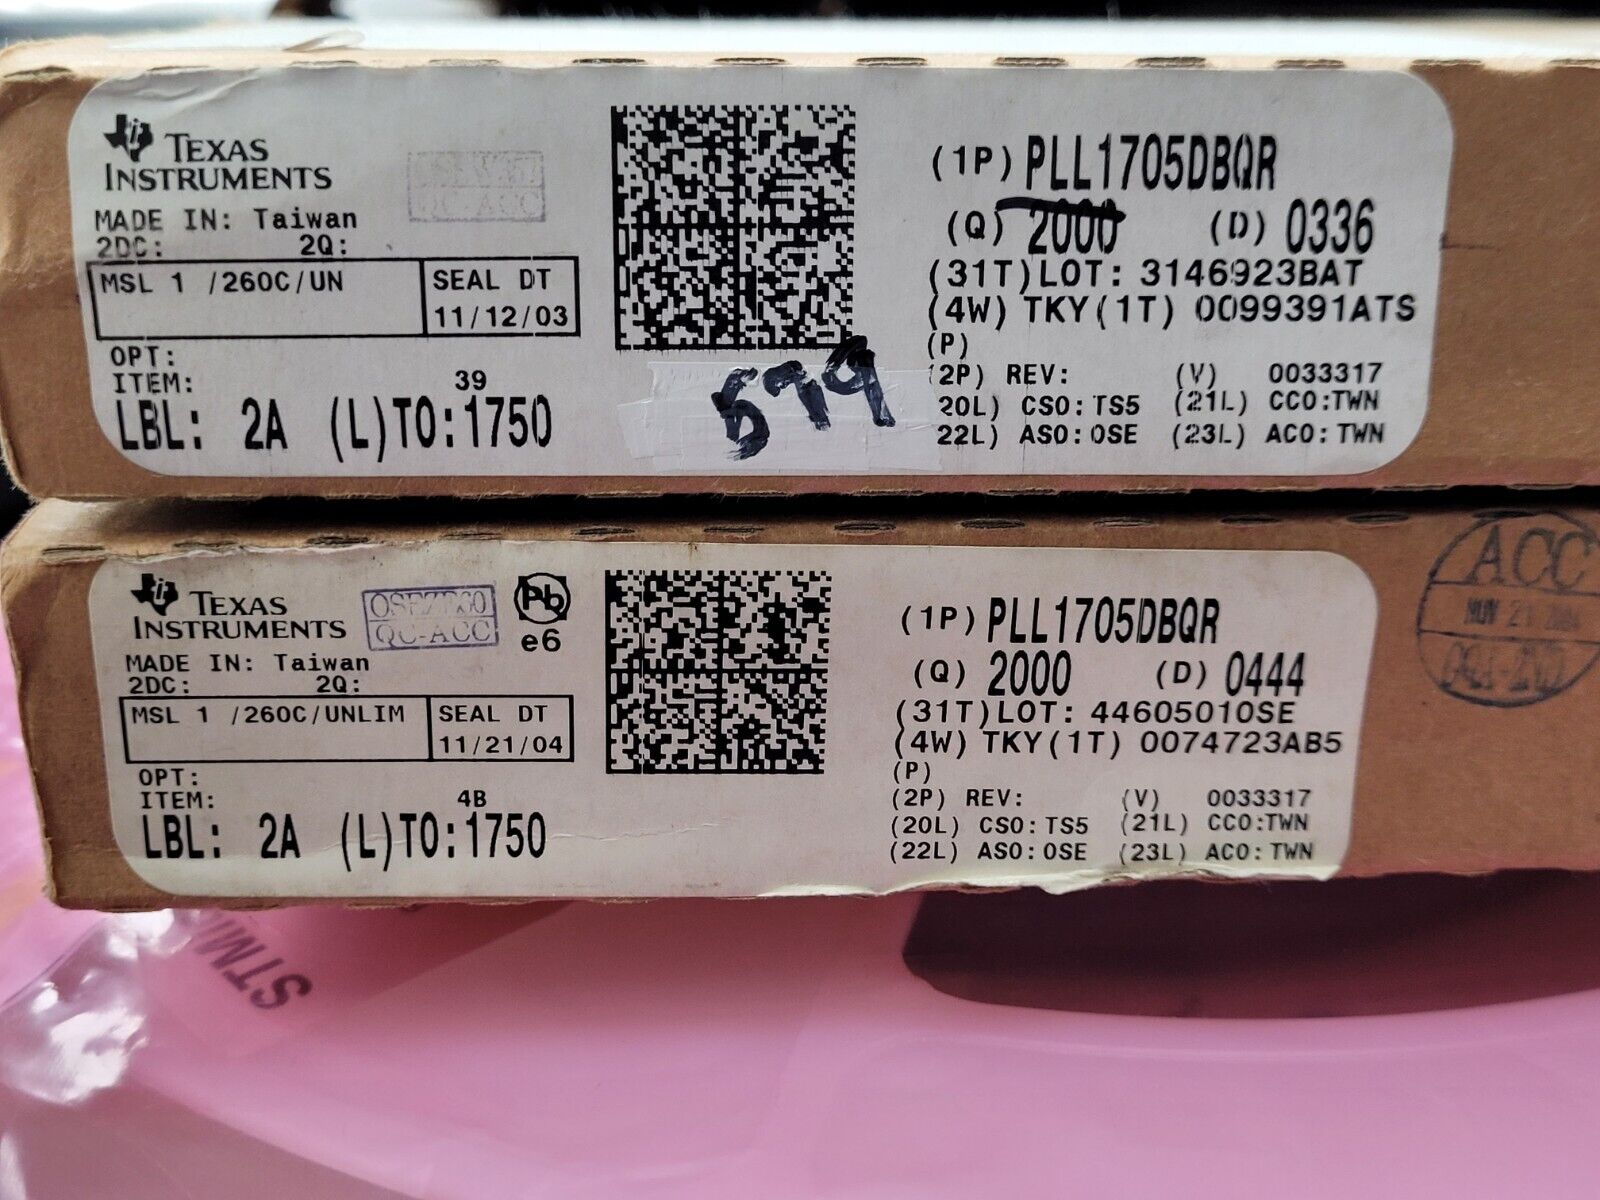 TEXAS
INSTRUMENTS
MADE IN: Taiwan
2DC: 2Q:
MSL 1 /260C/UN
SEAL DT
11/12/03
OPT:
ITEM: 39
LBL: 2A (L)TO:1750
QC-ACC
579
(1P) PLL1705DBQR
(Q) 2000 (D) 0336
(31T)LOT: 3146923BAT
(4W) TKY(1T) 0099391ATS
(P)
(2P) REV: (V) 0033317
20L) CSO:TS5 (21L) CCO:TWN
22L) ASO:OSE (23L) ACO:TWN
TEXAS
INSTRUMENTS
QC-ACC
Pb
e6
MADE IN: Taiwan
2DC: 2Q:
MSL 1 /260C/UNLIM
SEAL DT
11/21/04
OPT:
ITEM: 4B
LBL: 2A (L)TO:1750
(1P) PLL1705DBQR
(Q) 2000 (D) 0444
(31T)LOT: 4460501OSE
(4W) TKY(1T) 0074723AB5
(P)
(2P) REV: (V) 0033317
(20L) CSO:TS5 (21L) CCO:TWN
(22L) ASO:OSE (23L) ACO:TWN
ACC
STMI